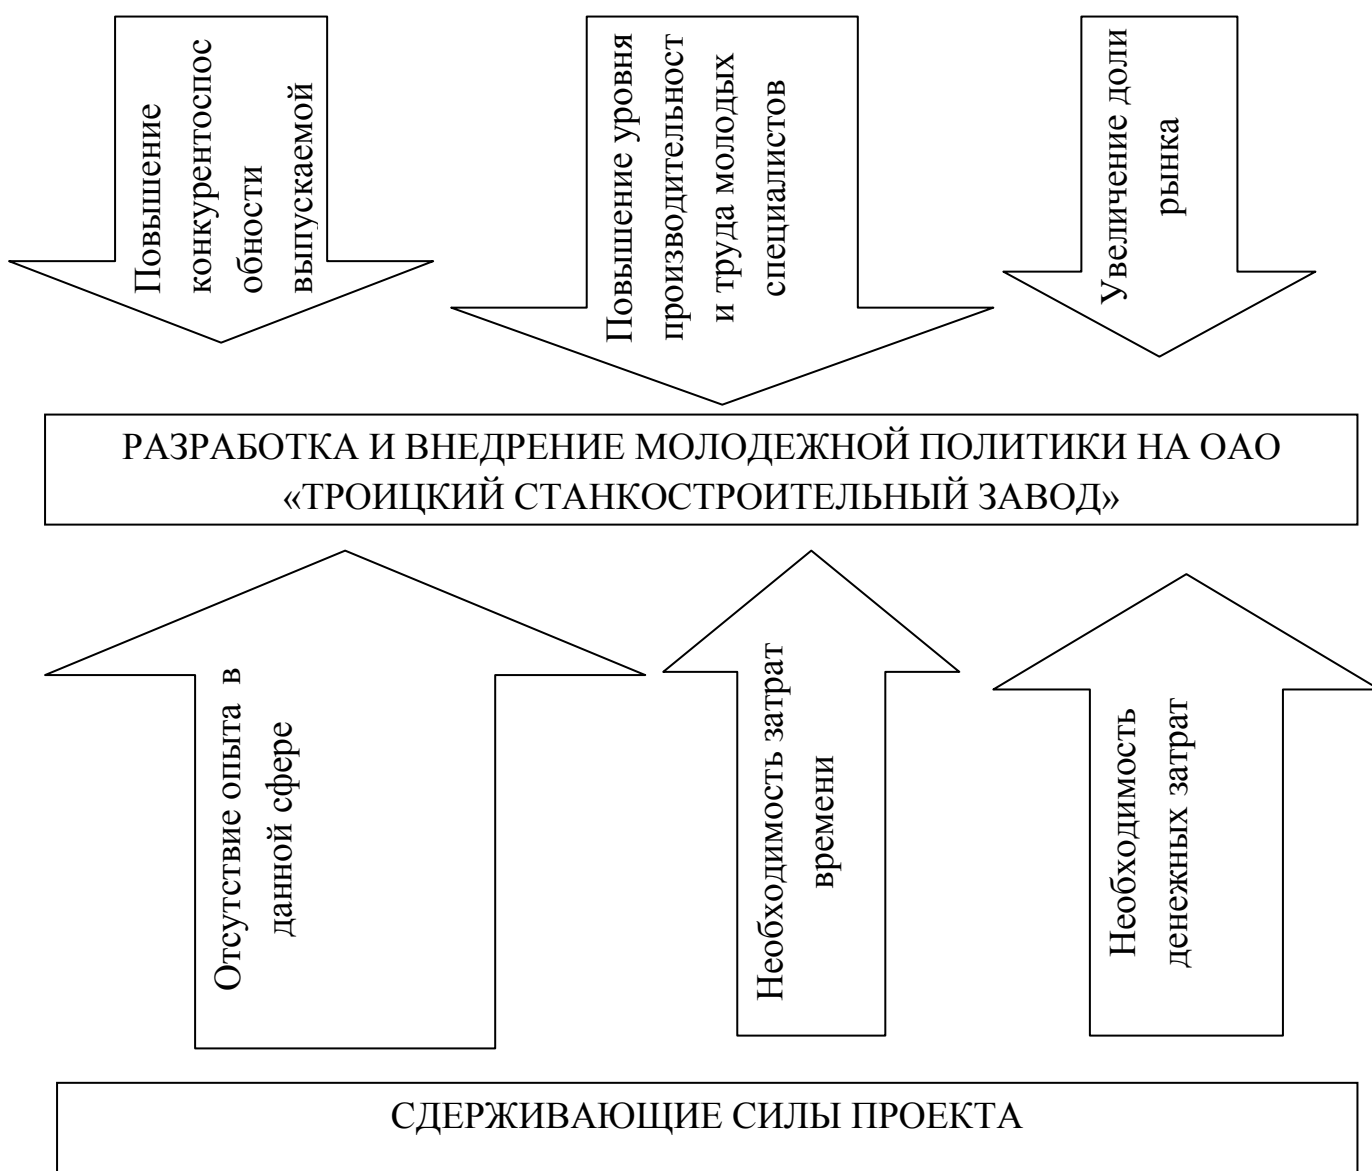 Повышение
конкурентоспос
обности
выпускаемой
Повышение уровня
производительност
и труда молодых
специалистов
Увеличение доли
рынка
РАЗРАБОТКА И ВНЕДРЕНИЕ МОЛОДЕЖНОЙ ПОЛИТИКИ НА ОАО
«ТРОИЦКИЙ СТАНКОСТРОИТЕЛЬНЫЙ ЗАВОД»
Отсутствие опыта в
данной сфере
Необходимость затрат
времени
Необходимость
денежных затрат
СДЕРЖИВАЮЩИЕ СИЛЫ ПРОЕКТА